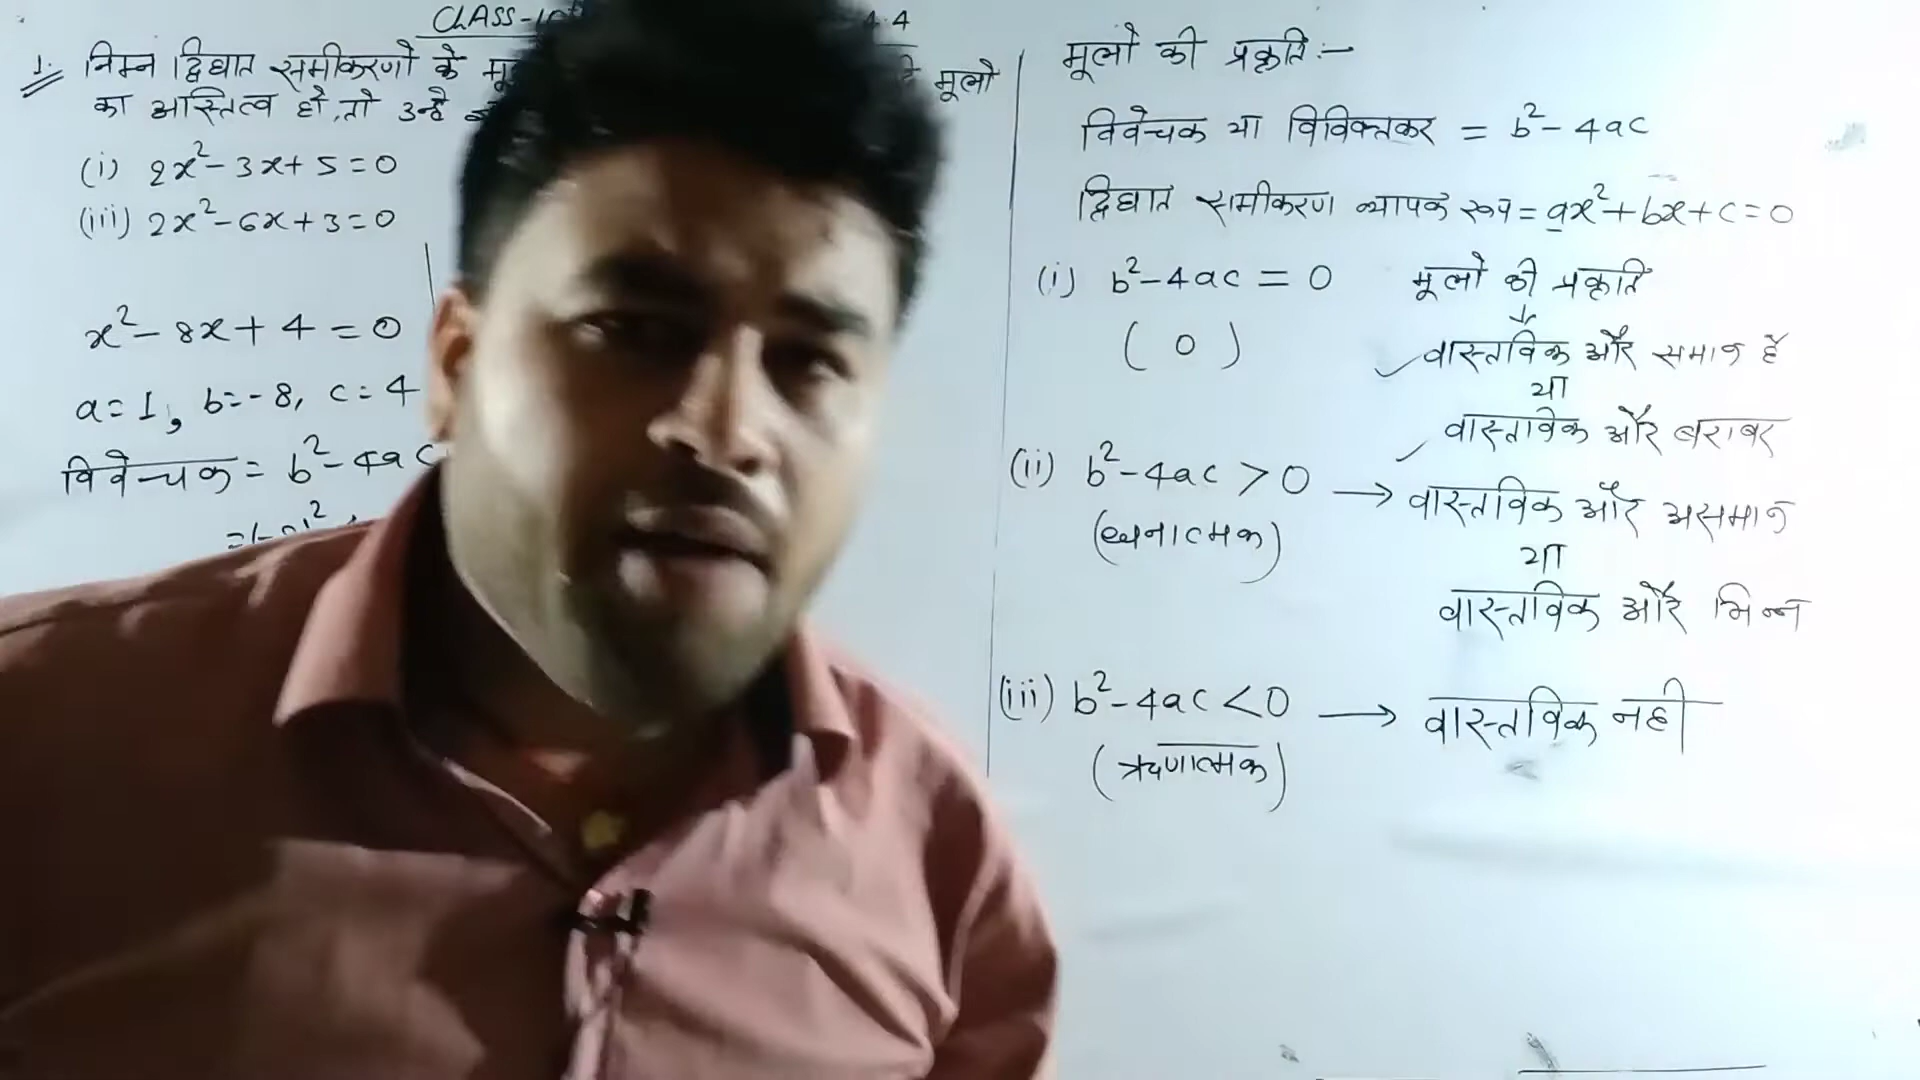 CLASS-10th
4.4
1. निम्न द्विघात समीकरणों के मूलो
का अस्तित्व हो, तो उन्हे
(i) 2x²-3x+5=0
(iii) 2x²-6x+3=0
x²-8x+4=0
a=1, b=-8, c=4
विवेचक = b²-4ac
मूलो की प्रकृति :-
विवेचक या विविक्तकर = b²-4ac
द्विघात समीकरण व्यापक रूप = ax²+bx+c=0
(i) b²-4ac = 0 मूलो की प्रकृति
(0) वास्तविक और समान है
या
वास्तविक और बराबर
(ii) b²-4ac > 0 → वास्तविक और असमान
(धनात्मक) या
वास्तविक और भिन्न
(iii) b²-4ac < 0 → वास्तविक नही
(ऋणात्मक)